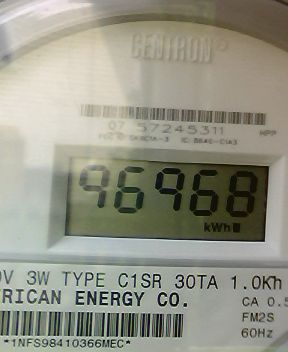 CENTRON®
07 57245311 HPP
96968
kWh
0V 3W TYPE C1SR 30TA 1.0Kh
RICAN ENERGY CO.
CA 0.5
FM2S
60Hz
*1NFS98410366MEC*